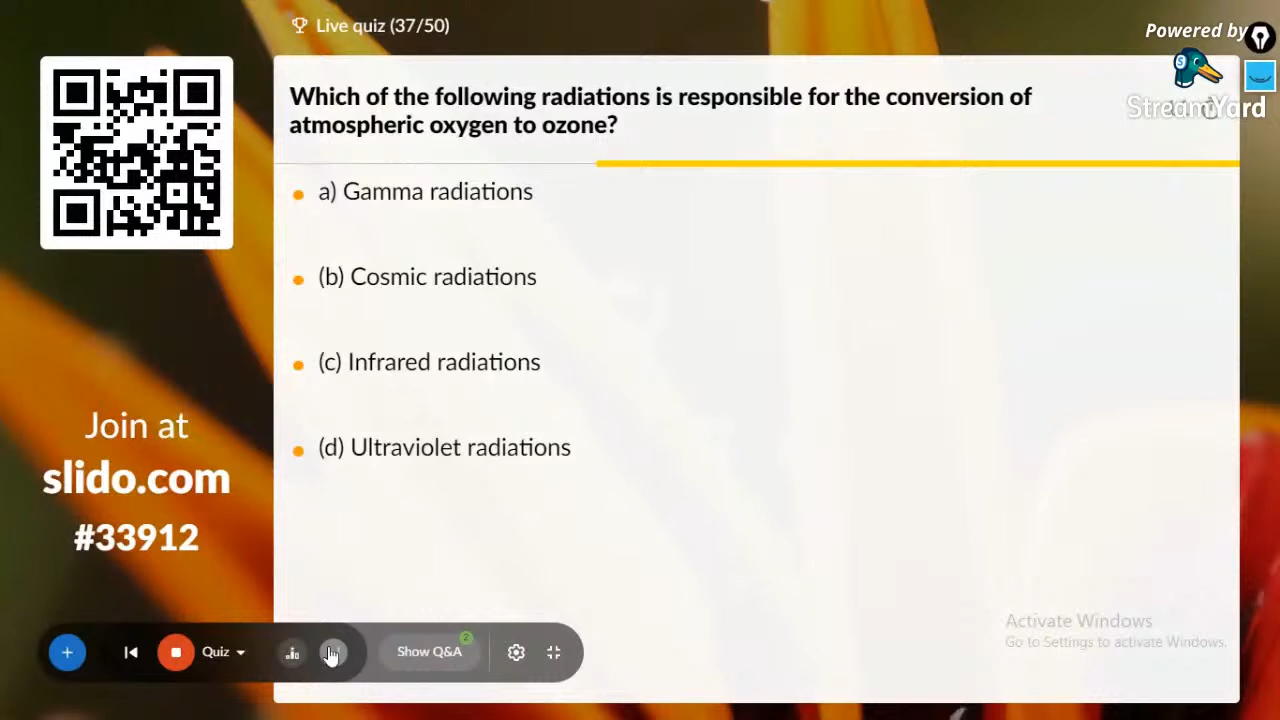 Live quiz (37/50)
Powered by
StreamYard
Which of the following radiations is responsible for the conversion of
atmospheric oxygen to ozone?
a) Gamma radiations
(b) Cosmic radiations
(c) Infrared radiations
(d) Ultraviolet radiations
Join at
slido.com
#33912
Quiz
Show Q&A
2
Activate Windows
Go to Settings to activate Windows.